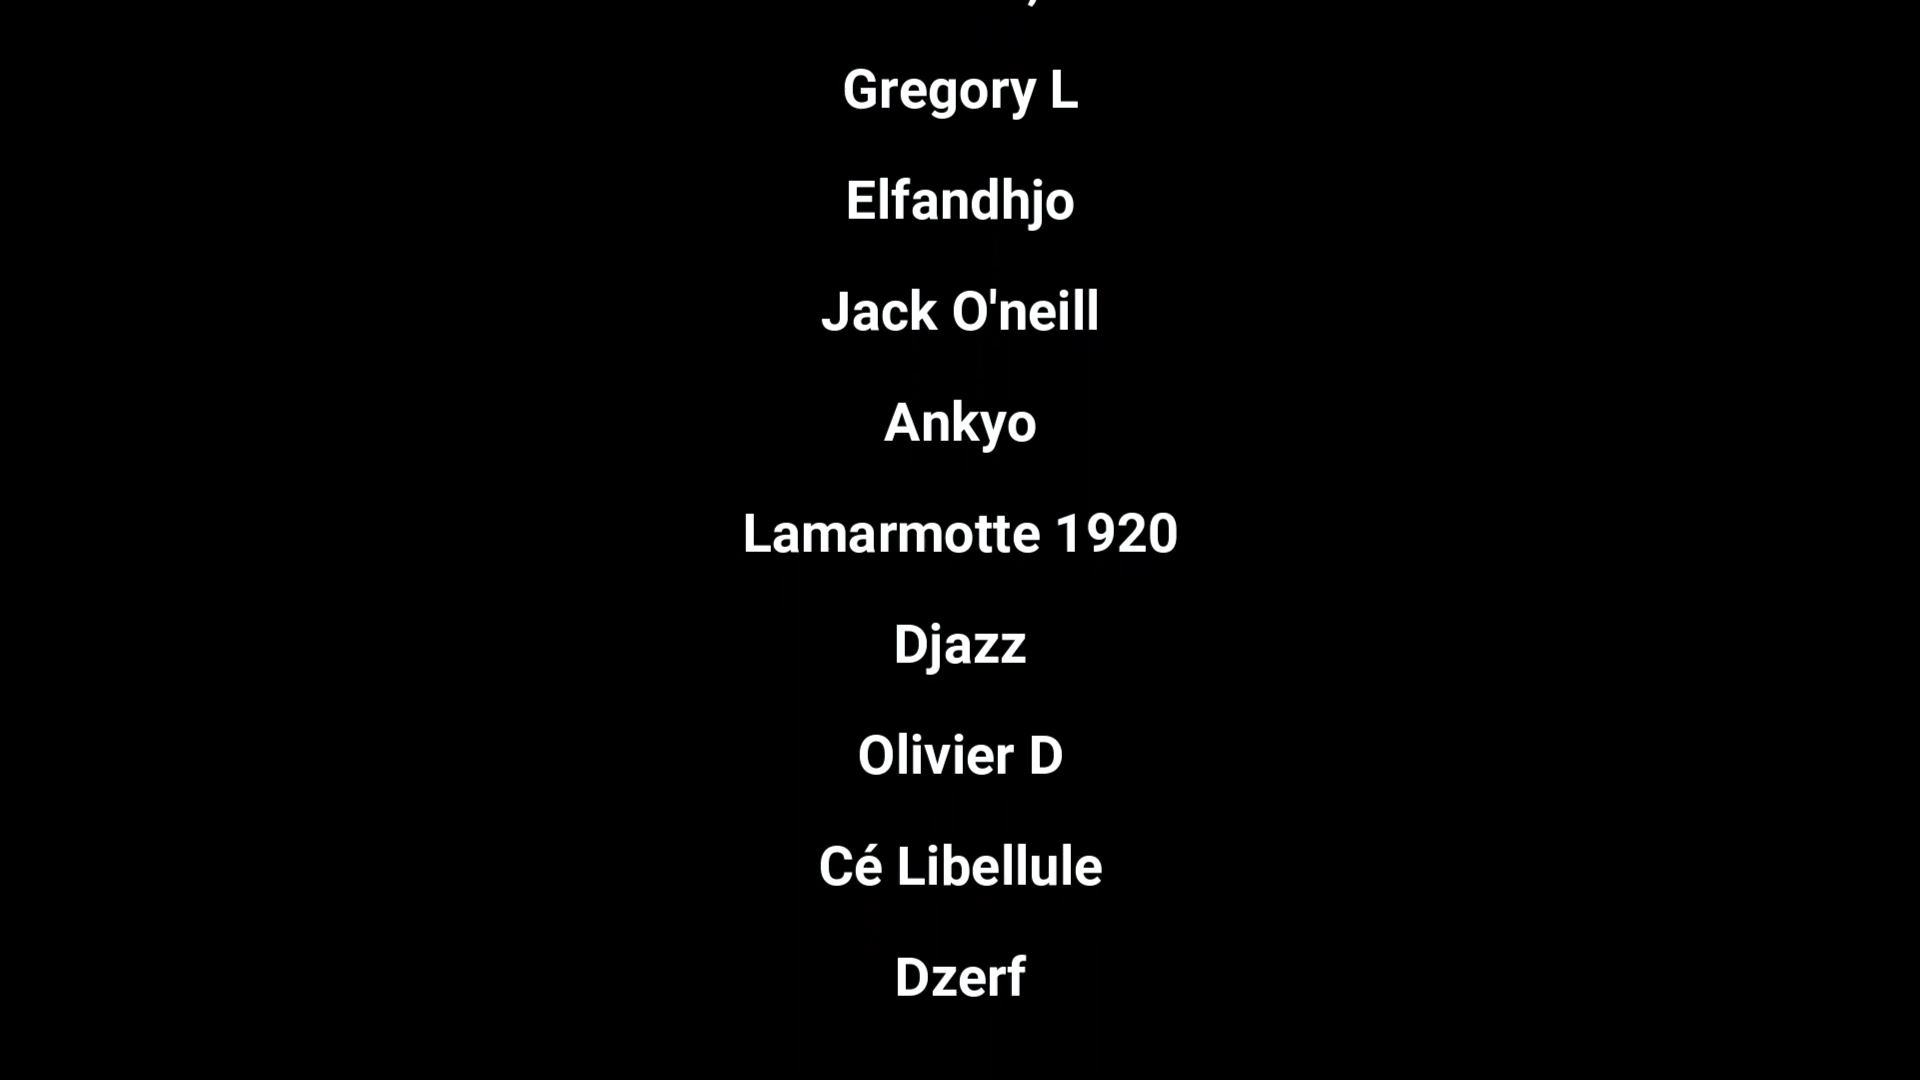 Gregory L
Elfandhjo
Jack O'neill
Ankyo
Lamarmotte 1920
Djazz
Olivier D
Cé Libellule
Dzerf